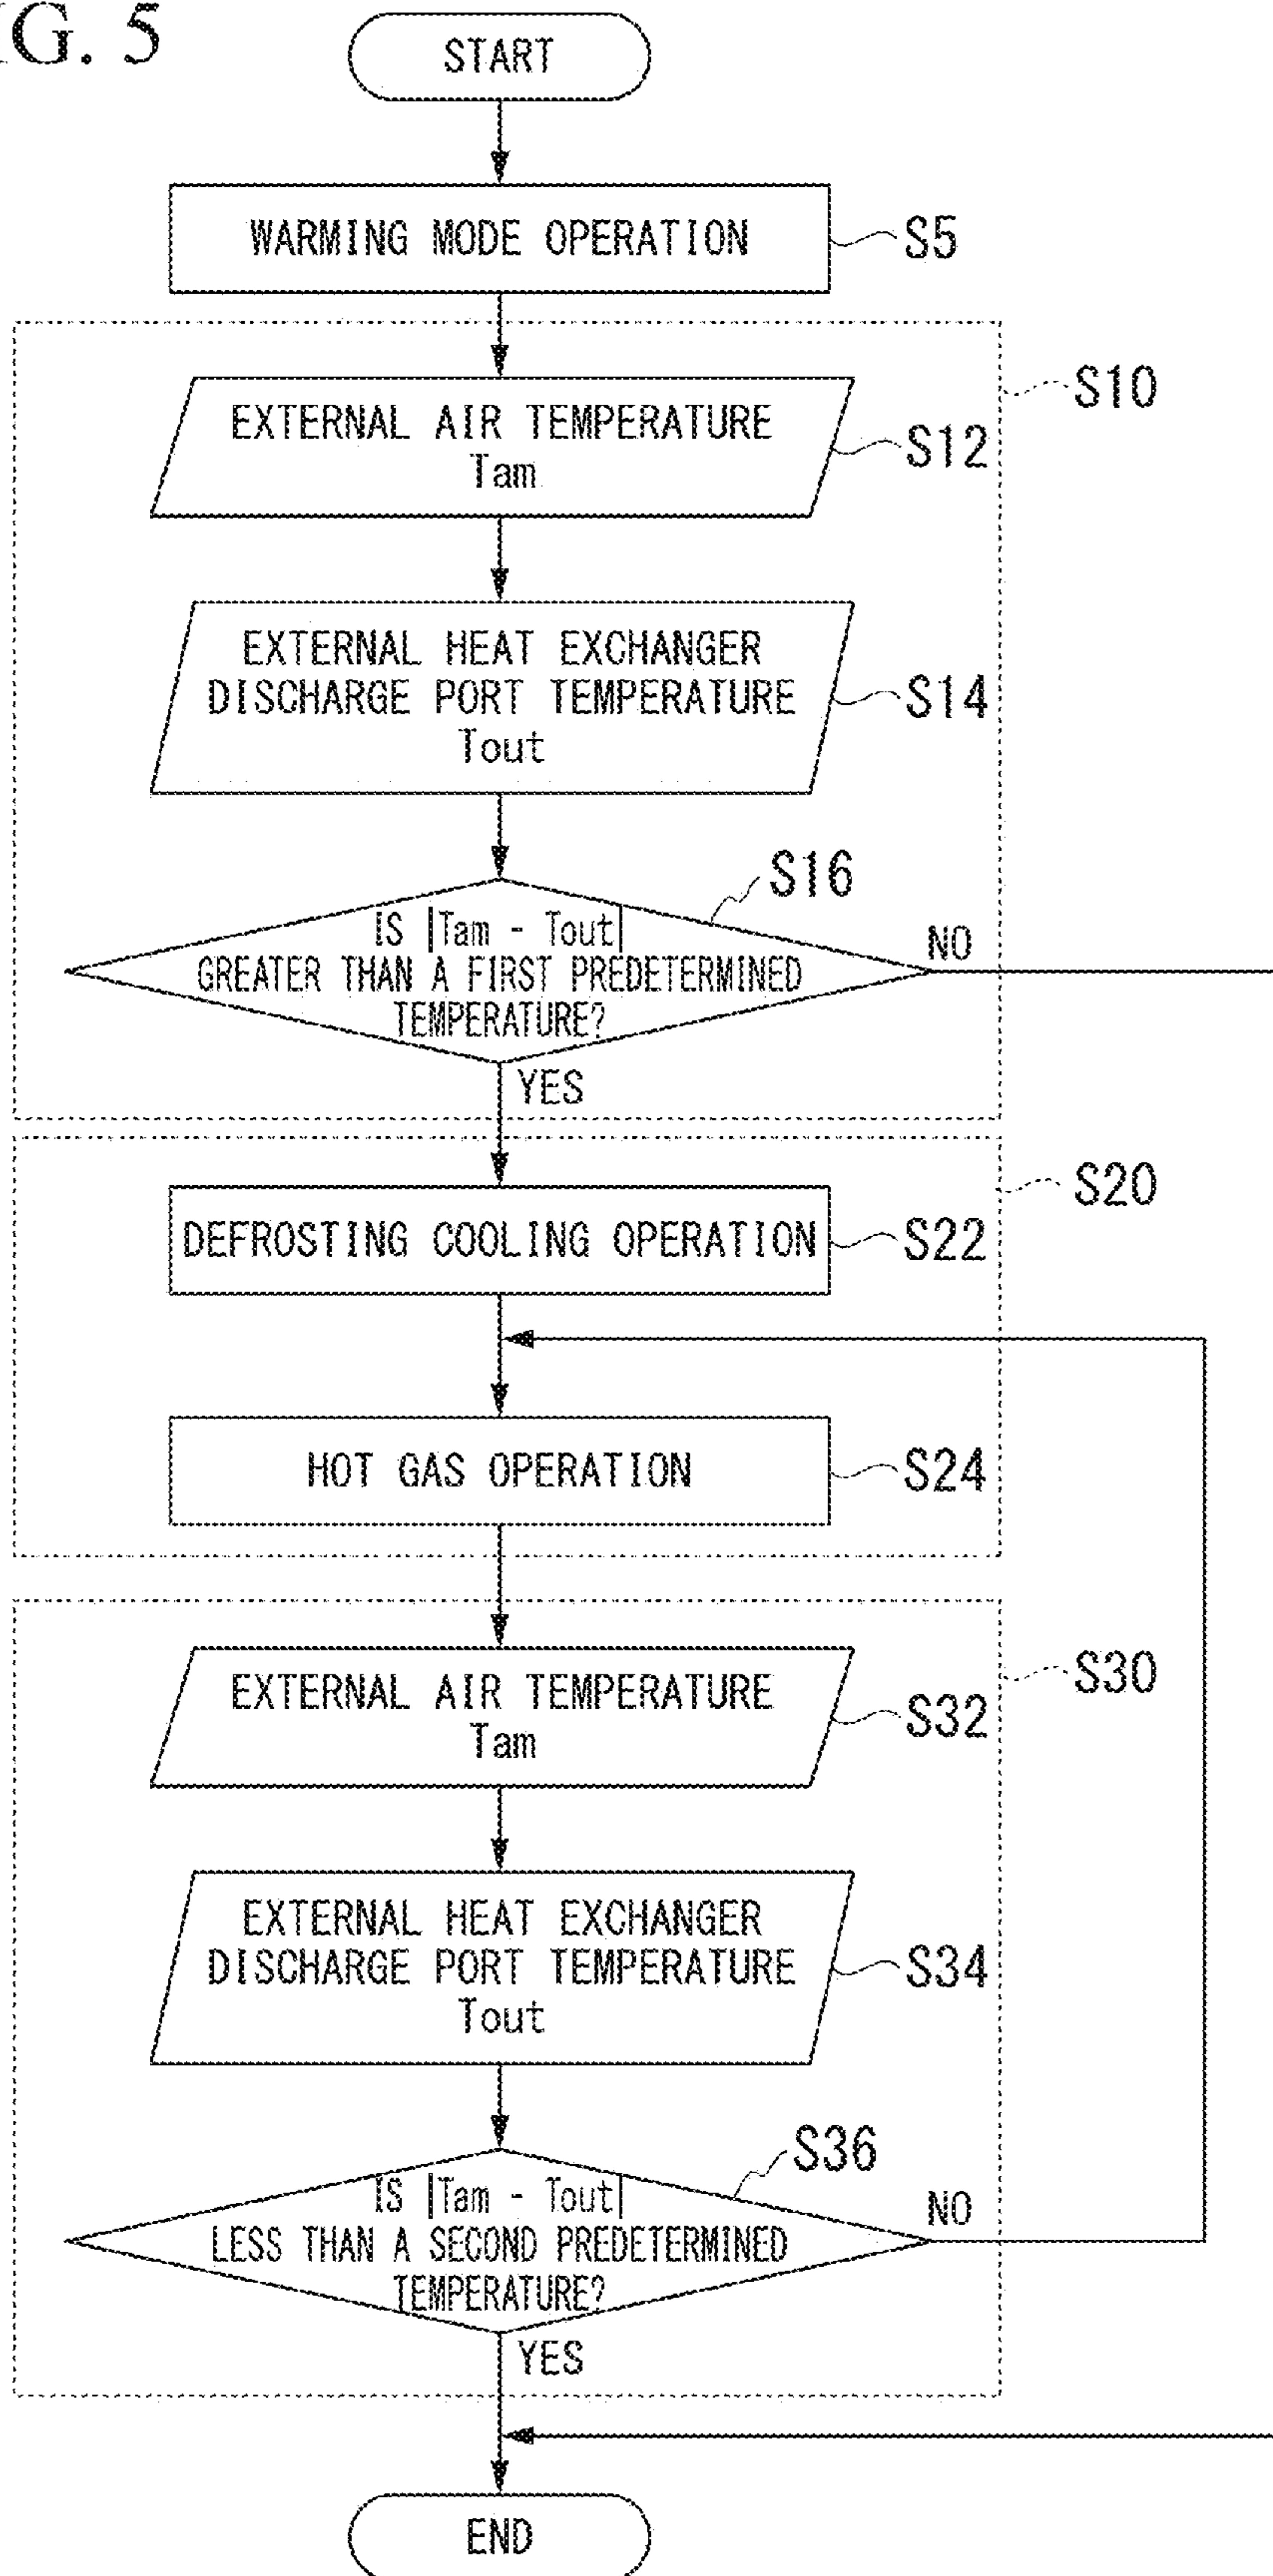 IG. 5
START
WARMING MODE OPERATION
S5
S10
EXTERNAL AIR TEMPERATURE
Tam
S12
EXTERNAL HEAT EXCHANGER
DISCHARGE PORT TEMPERATURE
Tout
S14
S16
IS |Tam - Tout|
GREATER THAN A FIRST PREDETERMINED
TEMPERATURE?
NO
YES
S20
DEFROSTING COOLING OPERATION
S22
HOT GAS OPERATION
S24
S30
EXTERNAL AIR TEMPERATURE
Tam
S32
EXTERNAL HEAT EXCHANGER
DISCHARGE PORT TEMPERATURE
Tout
S34
S36
IS |Tam - Tout|
LESS THAN A SECOND PREDETERMINED
TEMPERATURE?
NO
YES
END